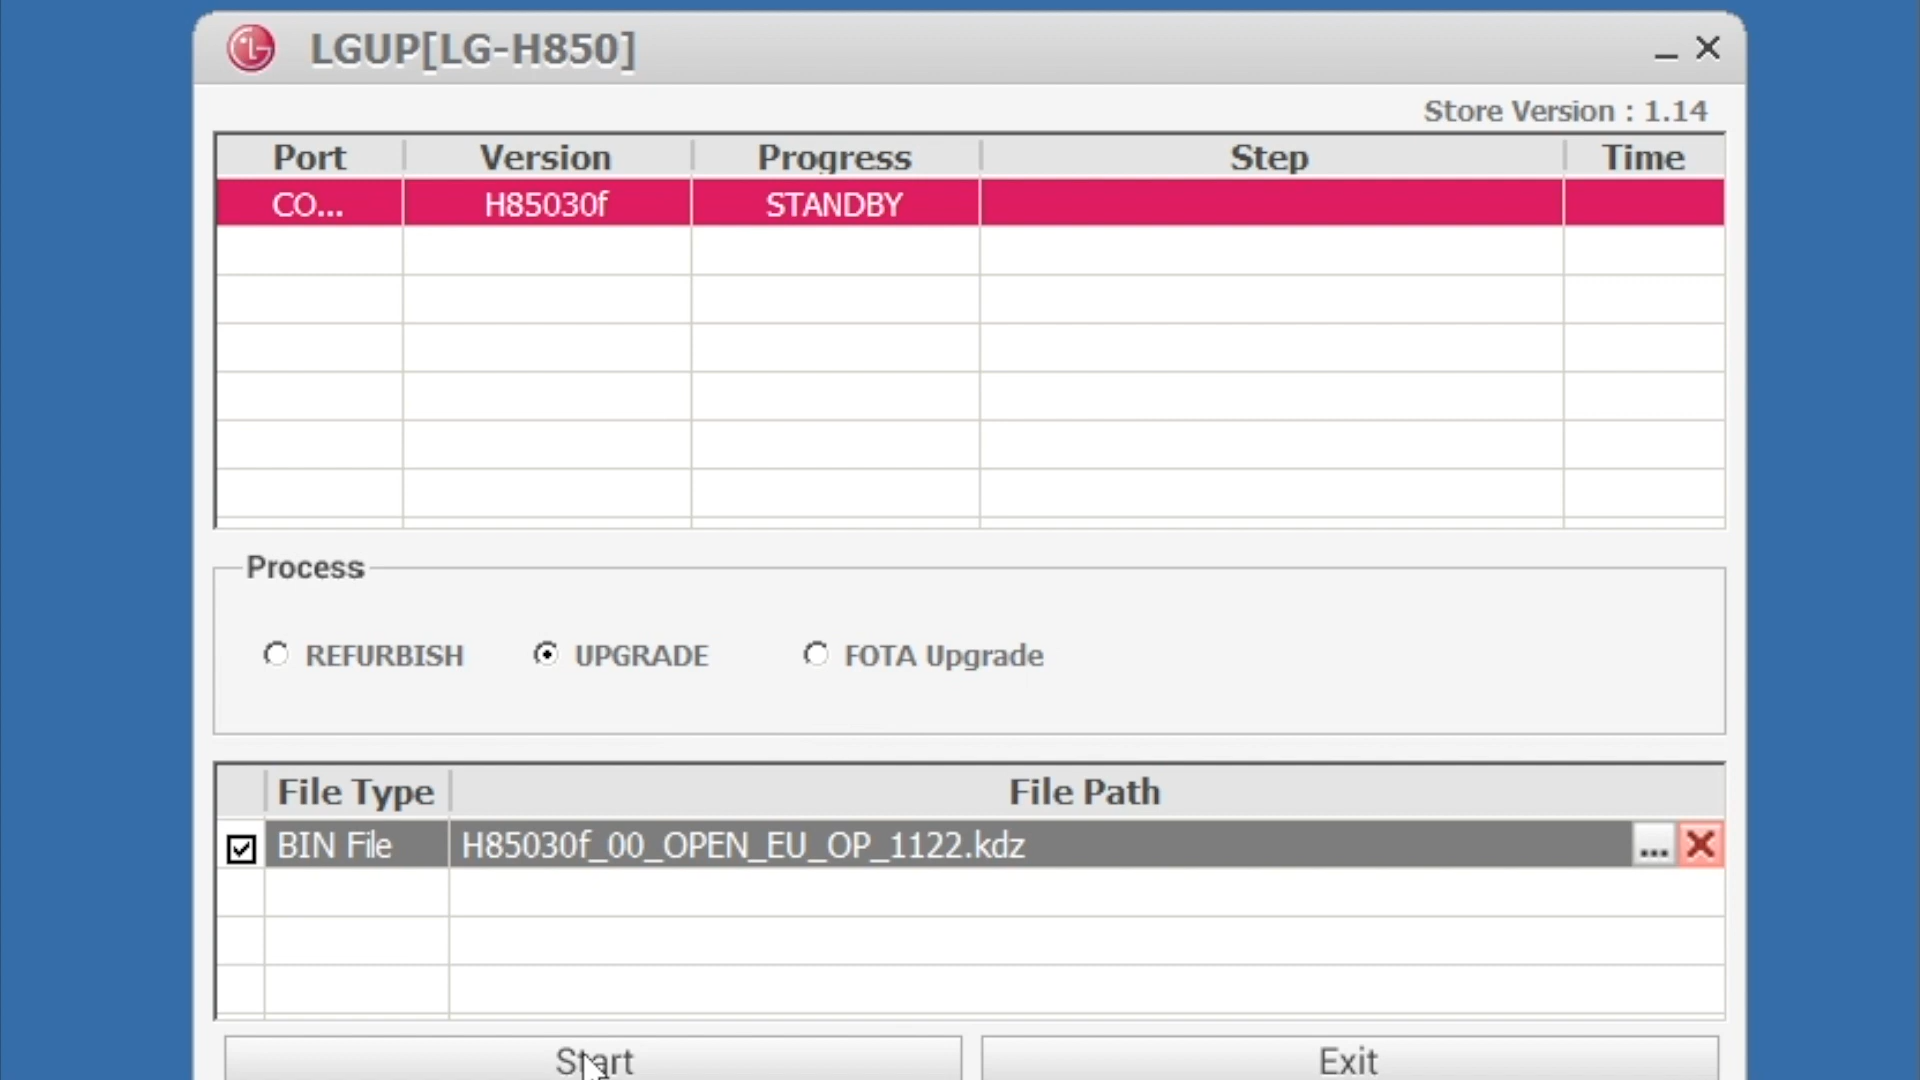 LGUP[LG-H850]
Store Version : 1.14
Port Version Progress Step Time
CO... H85030f STANDBY
Process
REFURBISH UPGRADE FOTA Upgrade
File Type File Path
BIN File H85030f_00_OPEN_EU_OP_1122.kdz ...
Start Exit